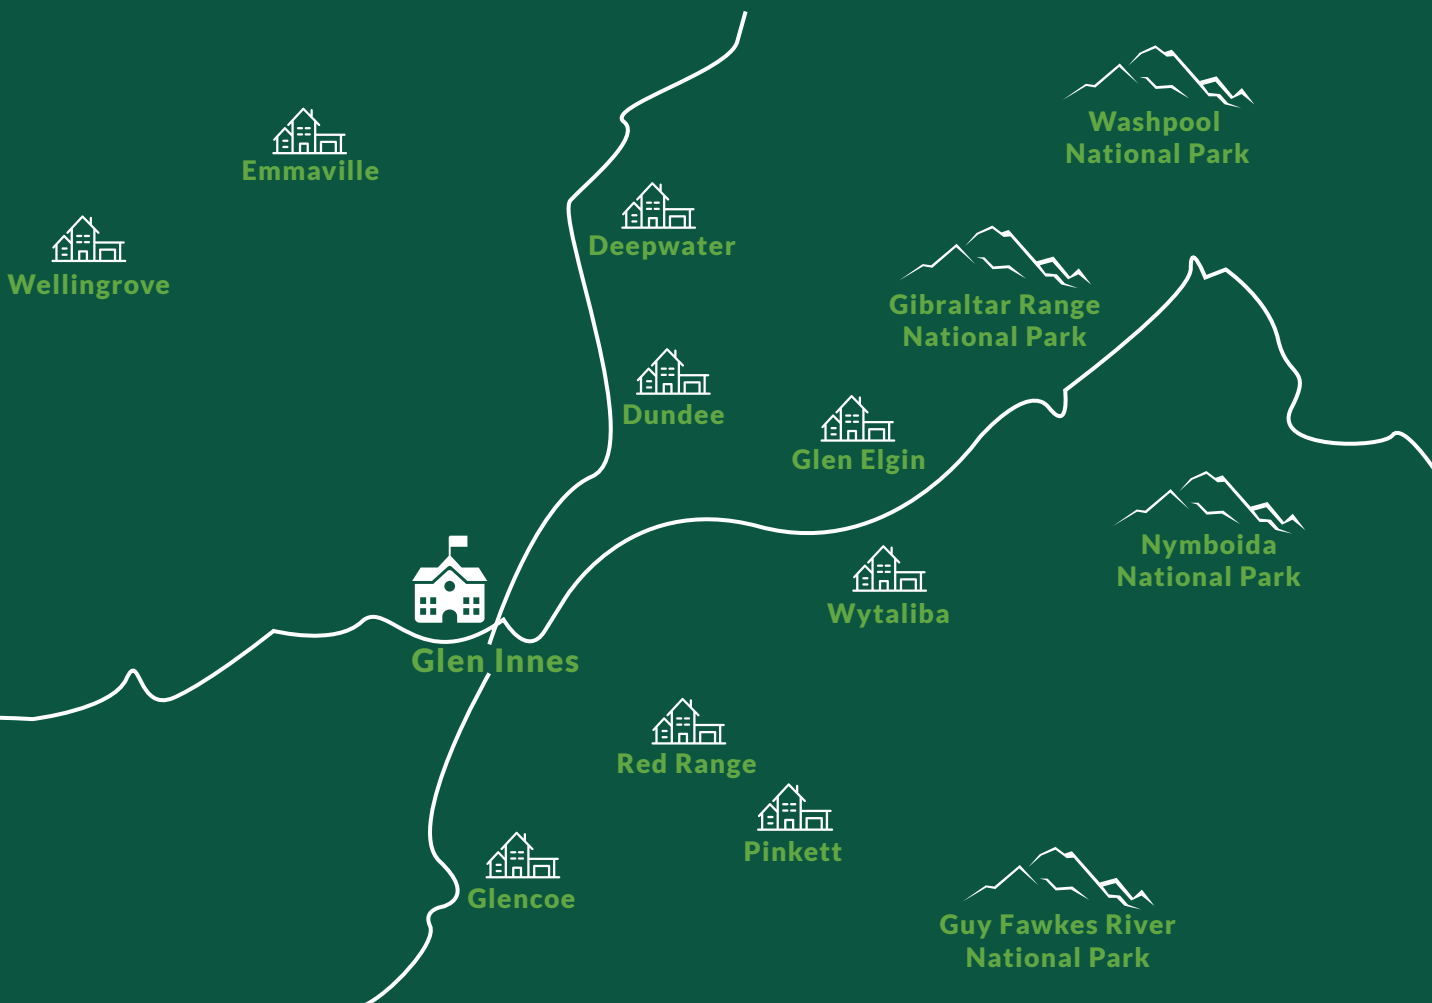 Washpool
National Park
Emmaville
Deepwater
Wellingrove
Gibraltar Range
National Park
Dundee
Glen Elgin
Nymboida
National Park
Wytaliba
Glen Innes
Red Range
Pinkett
Glencoe
Guy Fawkes River
National Park